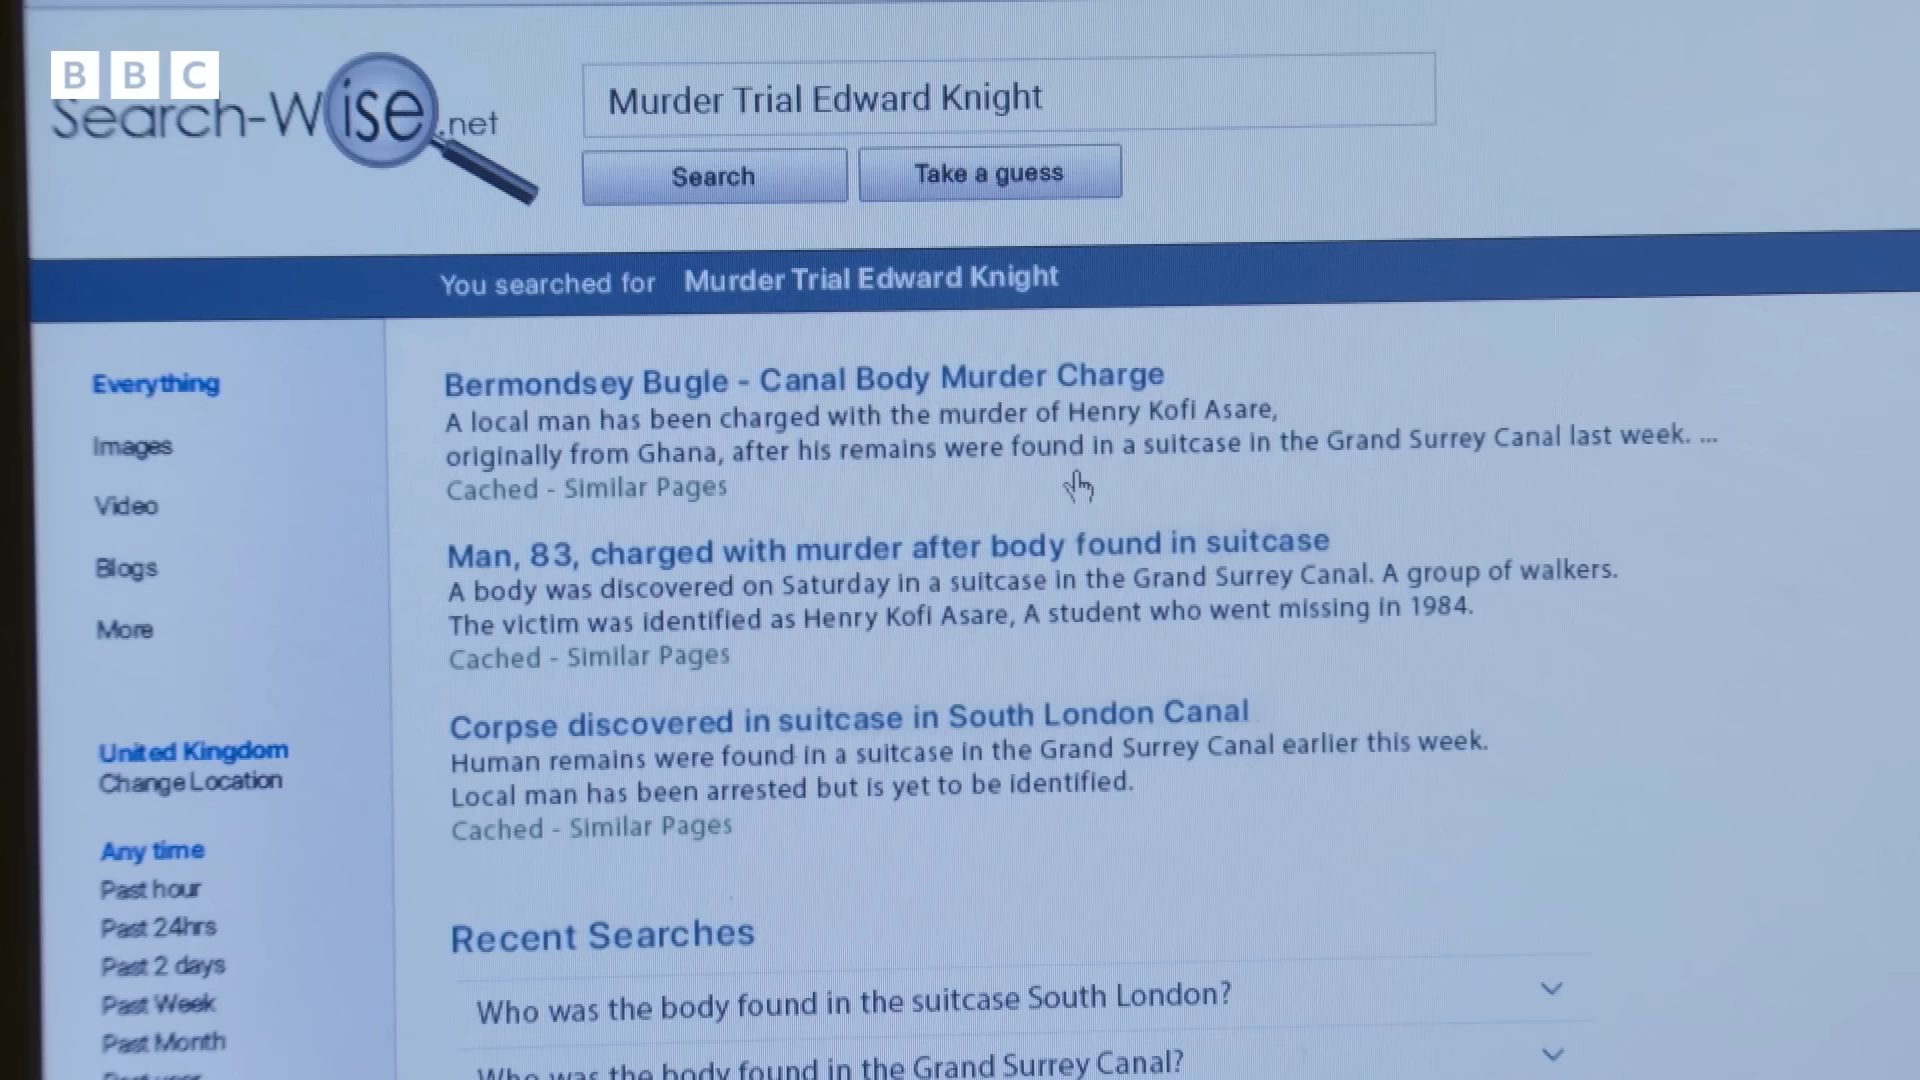 BBC
Search-Wise.net
Murder Trial Edward Knight
Search
Take a guess
You searched for Murder Trial Edward Knight
Everything
Images
Video
Blogs
More
United Kingdom
Change Location
Any time
Past hour
Past 24hrs
Past 2 days
Past Week
Past Month
Bermondsey Bugle - Canal Body Murder Charge
A local man has been charged with the murder of Henry Kofi Asare,
originally from Ghana, after his remains were found in a suitcase in the Grand Surrey Canal last week. ...
Cached - Similar Pages
Man, 83, charged with murder after body found in suitcase
A body was discovered on Saturday in a suitcase in the Grand Surrey Canal. A group of walkers.
The victim was identified as Henry Kofi Asare, A student who went missing in 1984.
Cached - Similar Pages
Corpse discovered in suitcase in South London Canal
Human remains were found in a suitcase in the Grand Surrey Canal earlier this week.
Local man has been arrested but is yet to be identified.
Cached - Similar Pages
Recent Searches
Who was the body found in the suitcase South London?
Who was the body found in the Grand Surrey Canal?